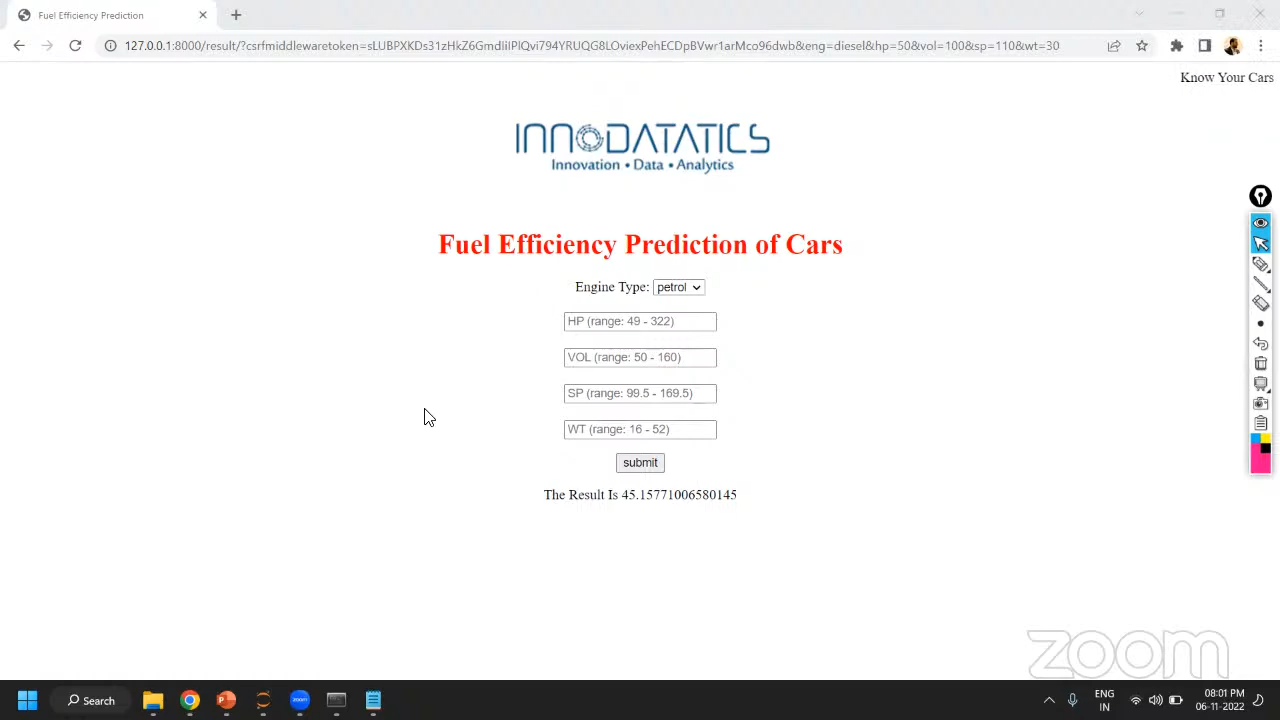 Fuel Efficiency Prediction
127.0.0.1:8000/result/?csrfmiddlewaretoken=sLUBPXKDs31zHkZ6GmdIilPlQvi794YRUQG8LOviexPehECDpBVwr1arMco96dwb&eng=diesel&hp=50&vol=100&sp=110&wt=30
Know Your Cars
INNODATATICS
Innovation • Data • Analytics
Fuel Efficiency Prediction of Cars
Engine Type: petrol
HP (range: 49 - 322)
VOL (range: 50 - 160)
SP (range: 99.5 - 169.5)
WT (range: 16 - 52)
submit
The Result Is 45.15771006580145
zoom
Search
zoom
ENG
IN
08:01 PM
06-11-2022